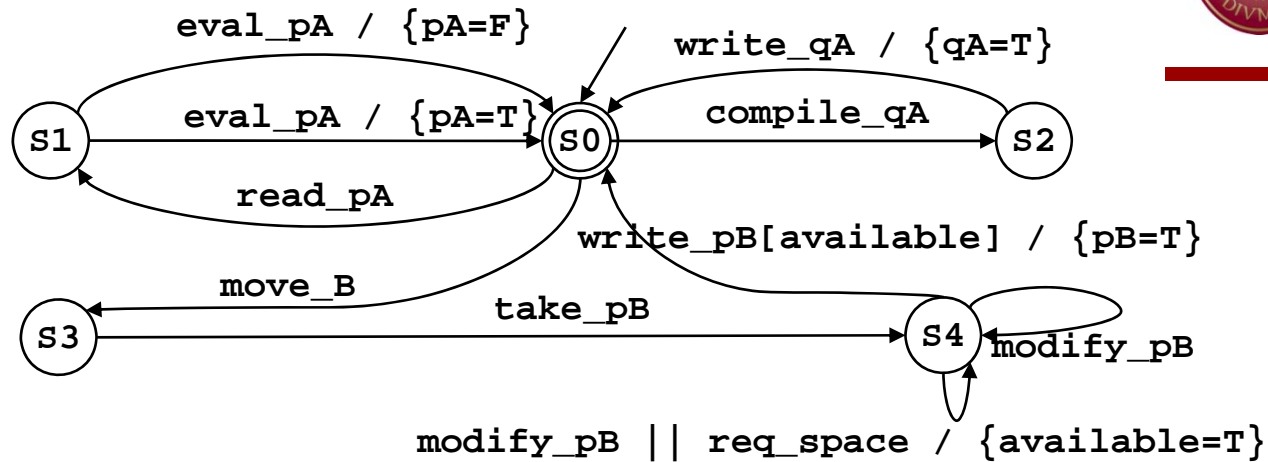 eval_pA / {pA=F}
write_qA / {qA=T}
eval_pA / {pA=T}
compile_qA
S1
S0
S2
read_pA
write_pB[available] / {pB=T}
move_B
take_pB
S3
S4
modify_pB
modify_pB || req_space / {available=T}